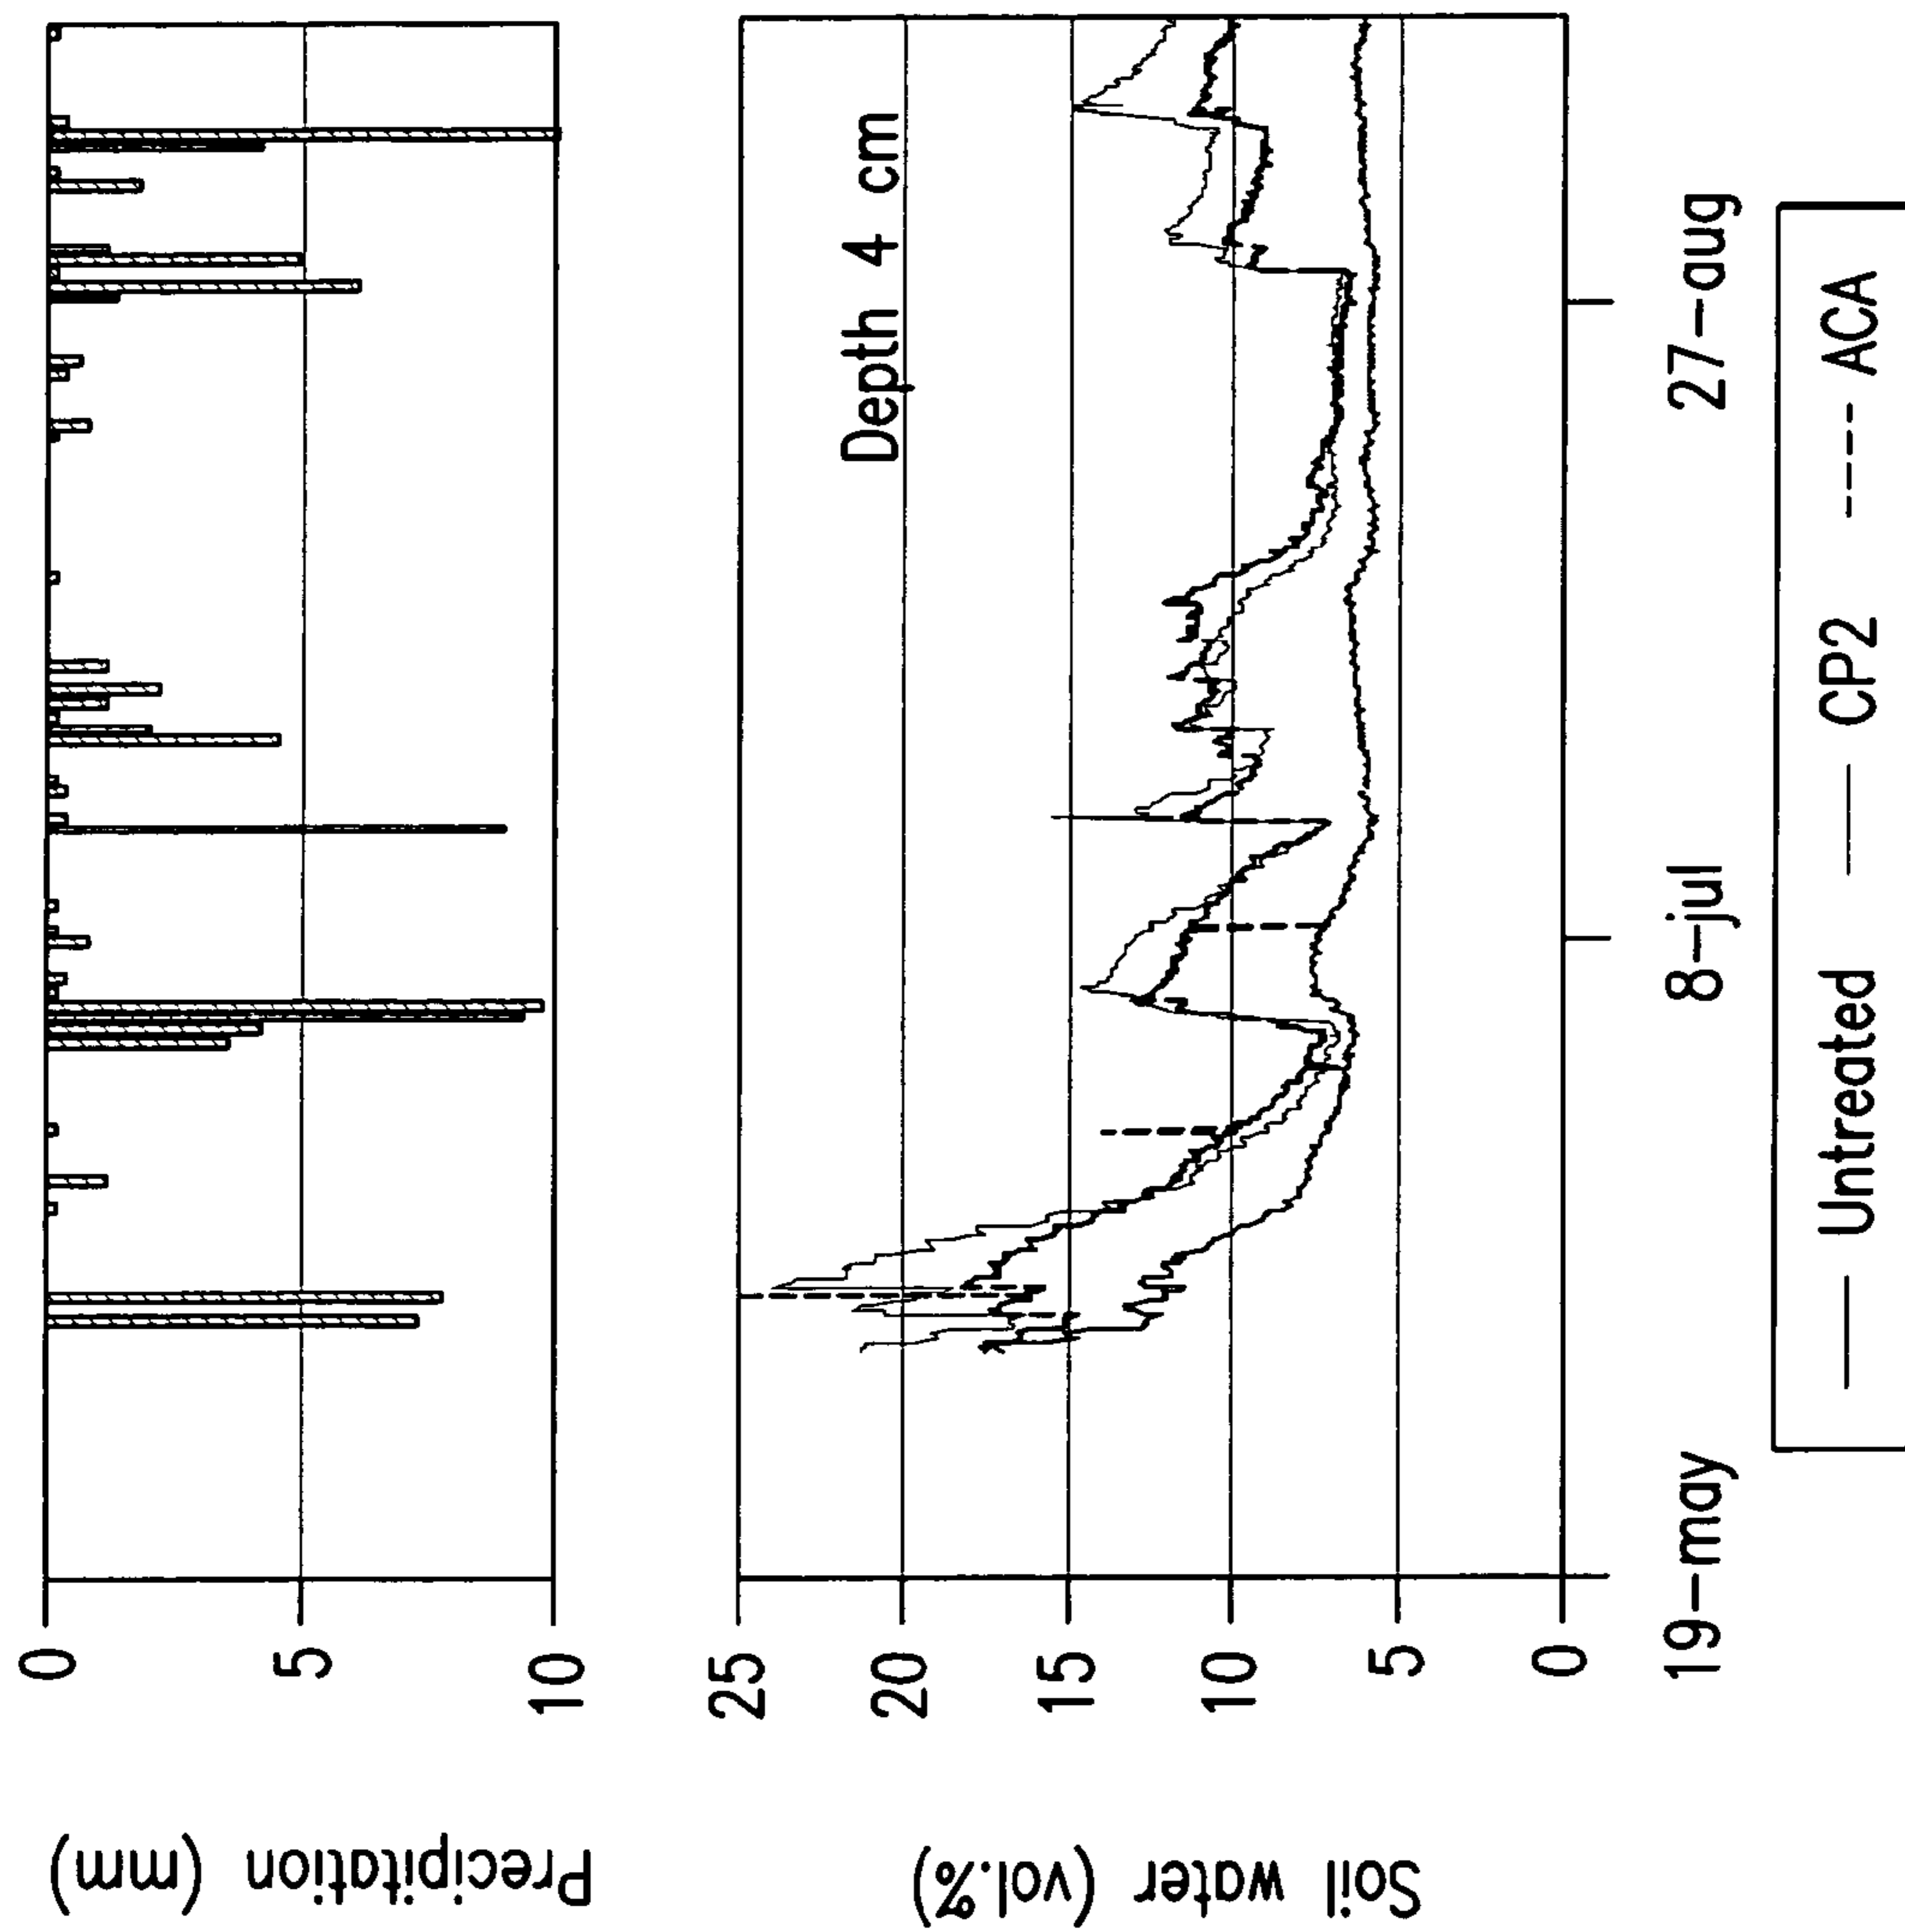 Precipitation (mm)
0
5
10
Soil water (vol.%)
25
20
15
10
5
0
Depth 4 cm
19-may
8-jul
27-aug
Untreated
CP2
ACA